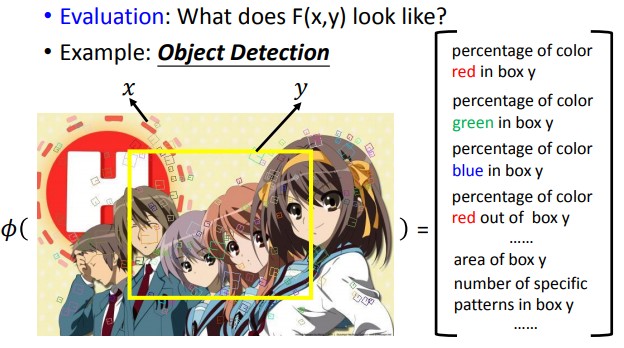 • Evaluation: What does F(x,y) look like?
• Example: Object Detection
x
y
H
ϕ( ) =
percentage of color
red in box y
percentage of color
green in box y
percentage of color
blue in box y
percentage of color
red out of box y
……
area of box y
number of specific
patterns in box y
……